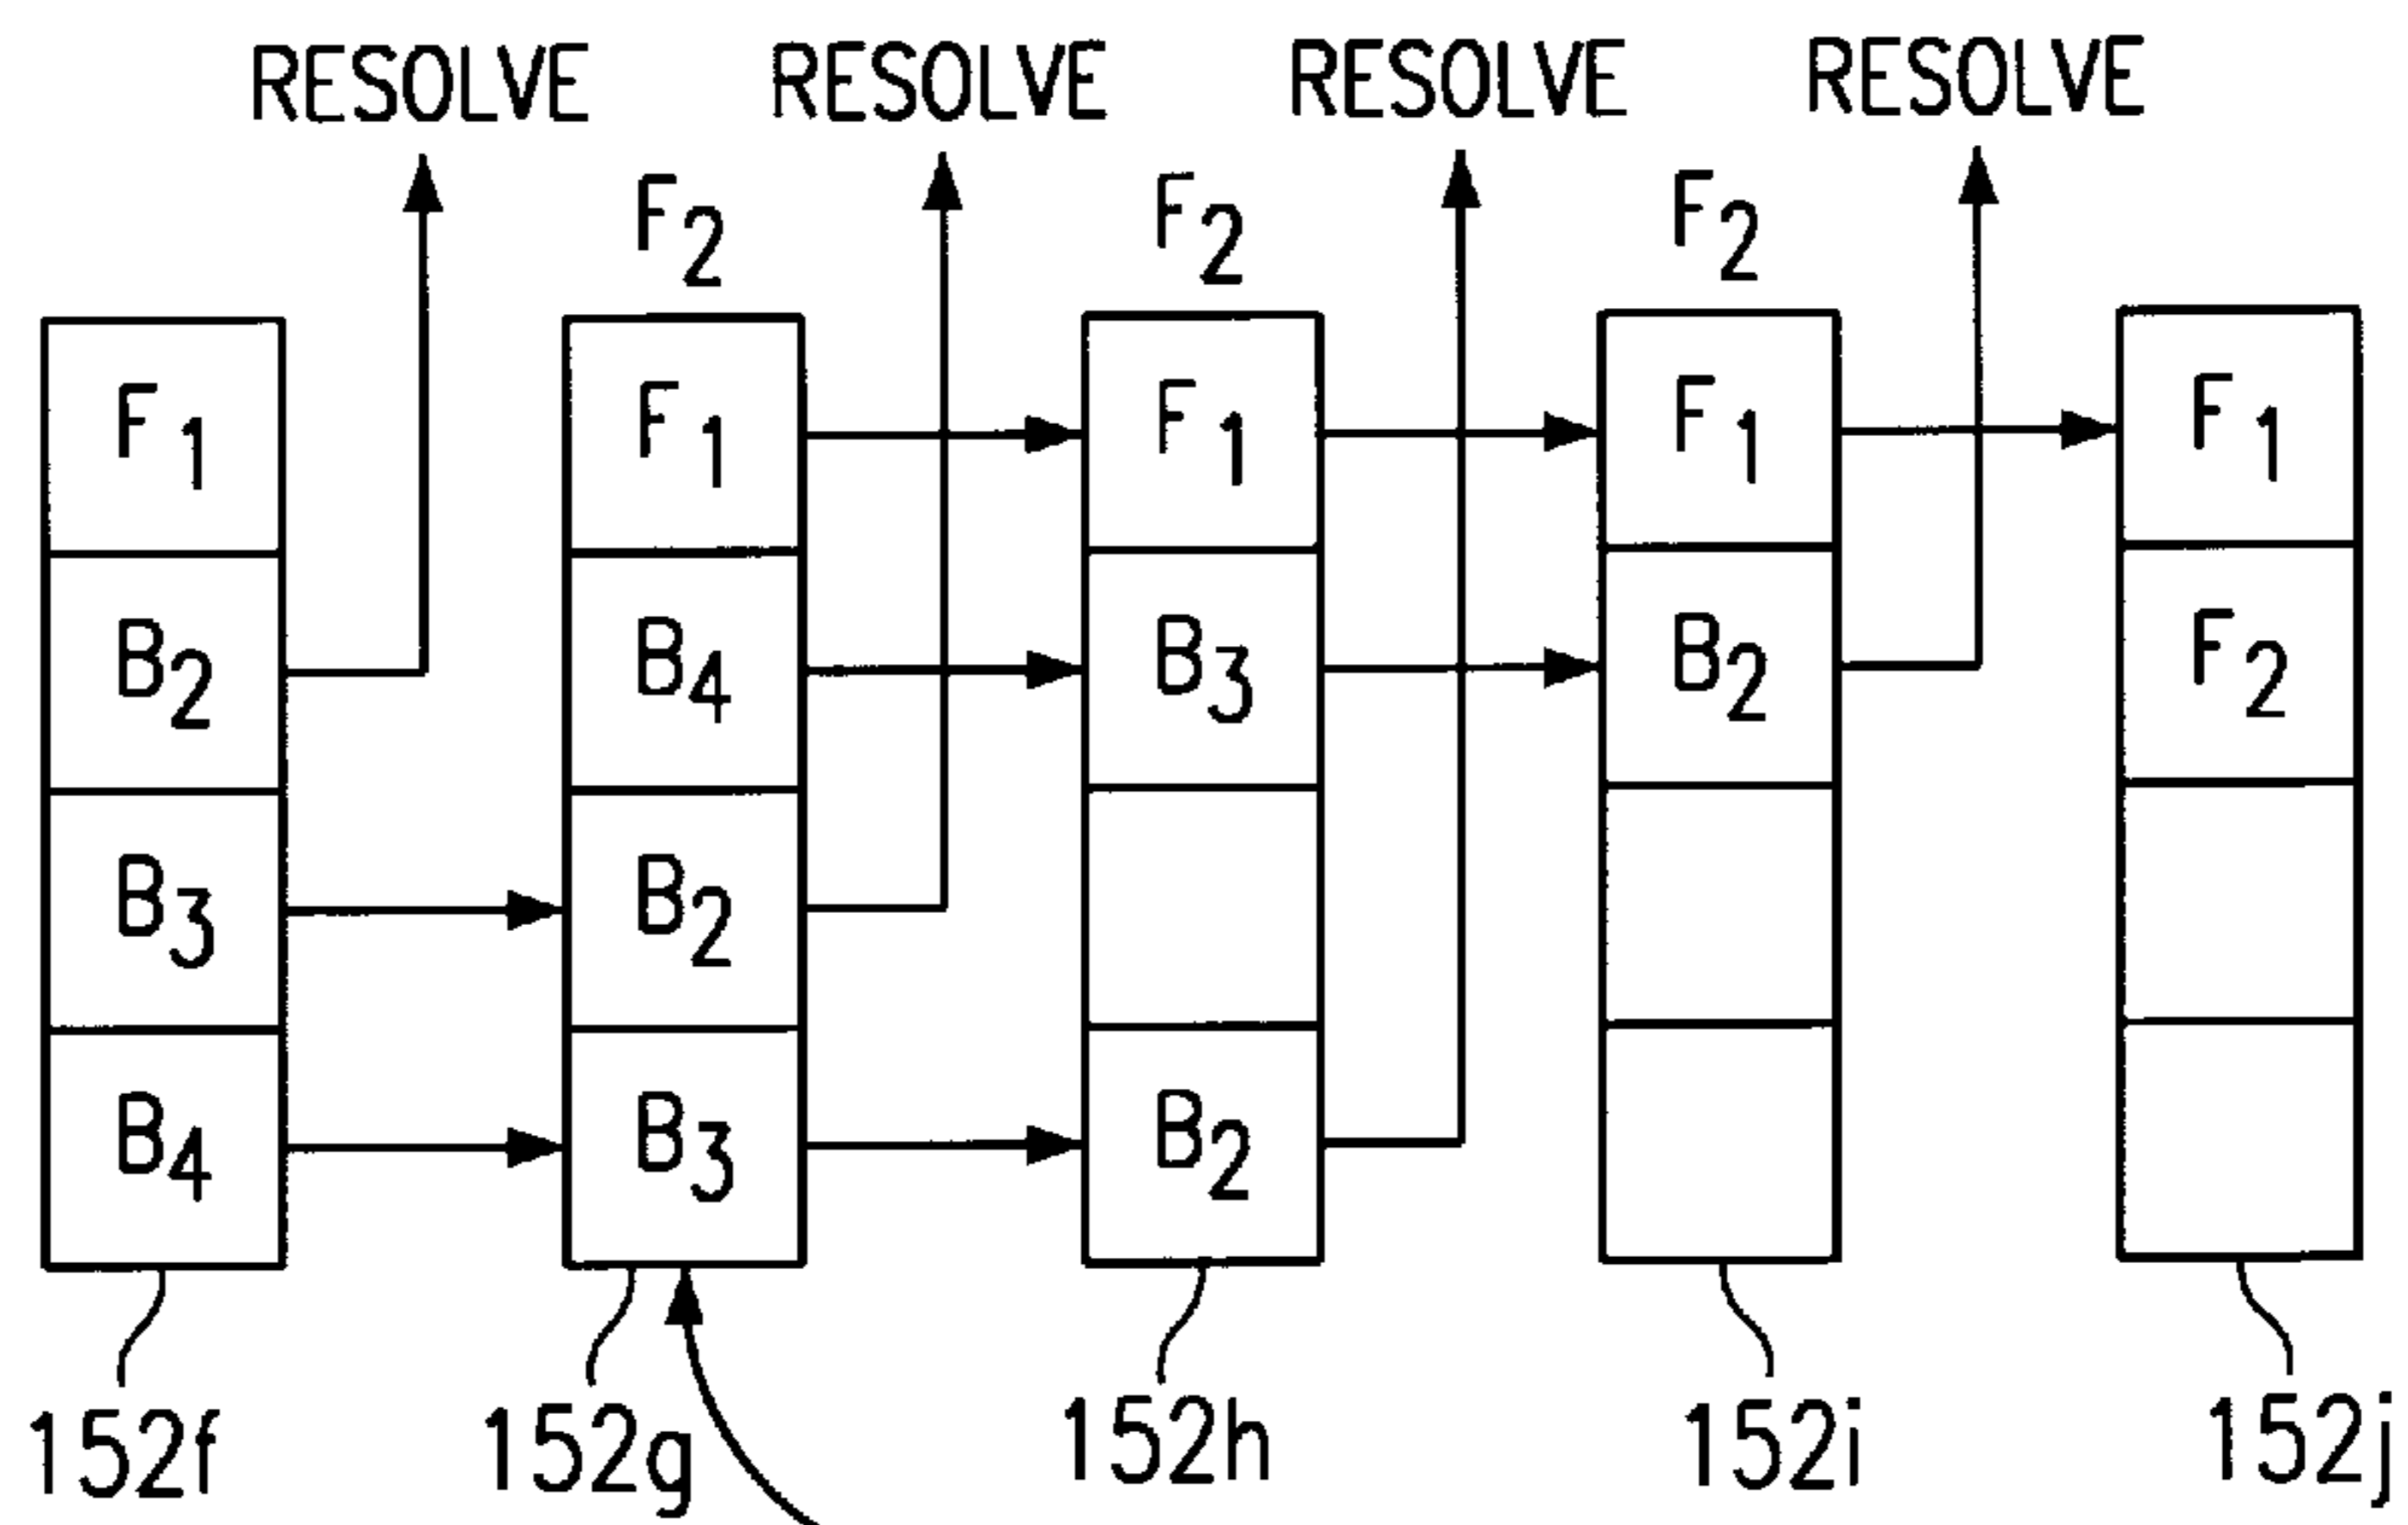 RESOLVE RESOLVE RESOLVE RESOLVE
F2 F2 F2
F1 F1 F1 F1 F1
B2 B4 B3 B2 F2
B3 B2
B4 B3 B2
152f 152g 152h 152i 152j